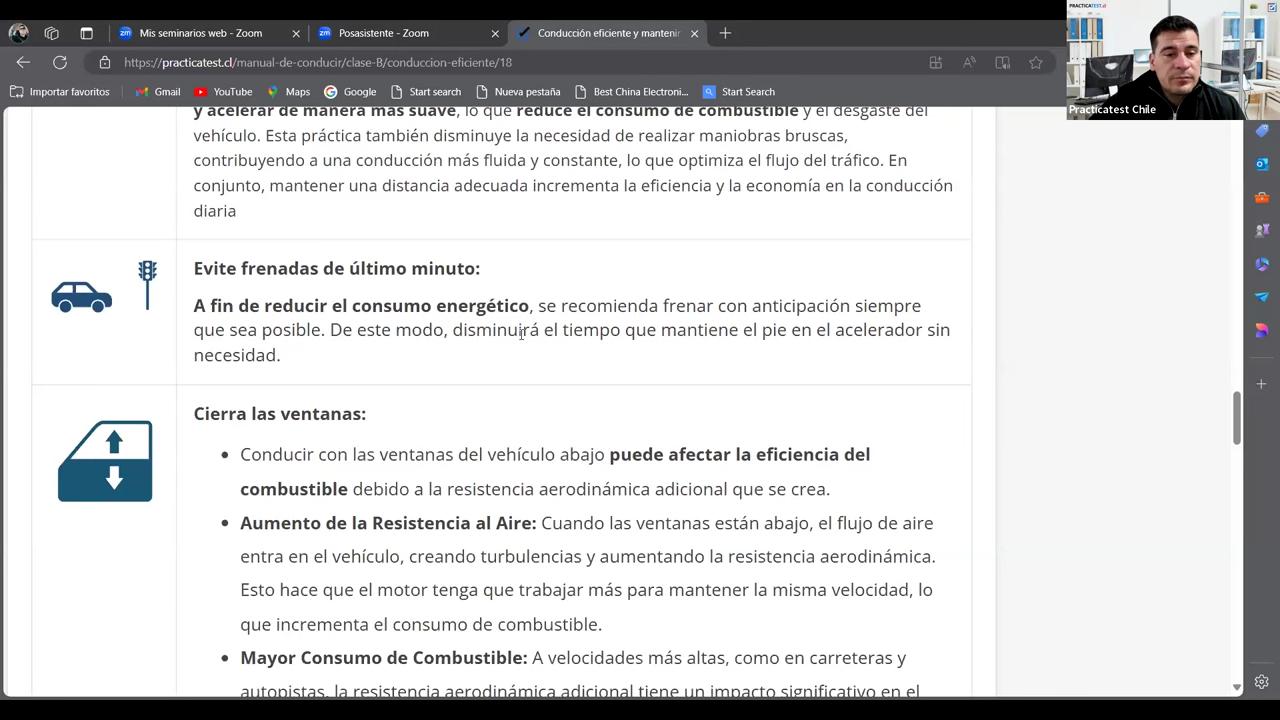 PRACTICATEST.cl
Mis seminarios web - Zoom
Posasistente - Zoom
Conducción eficiente y mantenir
https://practicatest.cl/manual-de-conducir/clase-B/conduccion-eficiente/18
Practicatest Chile
Importar favoritos
Gmail
YouTube
Maps
Google
Start search
Nueva pestaña
Best China Electroni...
Start Search
y acelerar de manera más suave, lo que reduce el consumo de combustible y el desgaste del
vehículo. Esta práctica también disminuye la necesidad de realizar maniobras bruscas,
contribuyendo a una conducción más fluida y constante, lo que optimiza el flujo del tráfico. En
conjunto, mantener una distancia adecuada incrementa la eficiencia y la economía en la conducción
diaria
Evite frenadas de último minuto:
A fin de reducir el consumo energético, se recomienda frenar con anticipación siempre
que sea posible. De este modo, disminuirá el tiempo que mantiene el pie en el acelerador sin
necesidad.
Cierra las ventanas:
Conducir con las ventanas del vehículo abajo puede afectar la eficiencia del
combustible debido a la resistencia aerodinámica adicional que se crea.
Aumento de la Resistencia al Aire: Cuando las ventanas están abajo, el flujo de aire
entra en el vehículo, creando turbulencias y aumentando la resistencia aerodinámica.
Esto hace que el motor tenga que trabajar más para mantener la misma velocidad, lo
que incrementa el consumo de combustible.
Mayor Consumo de Combustible: A velocidades más altas, como en carreteras y
autopistas, la resistencia aerodinámica adicional tiene un impacto significativo en el